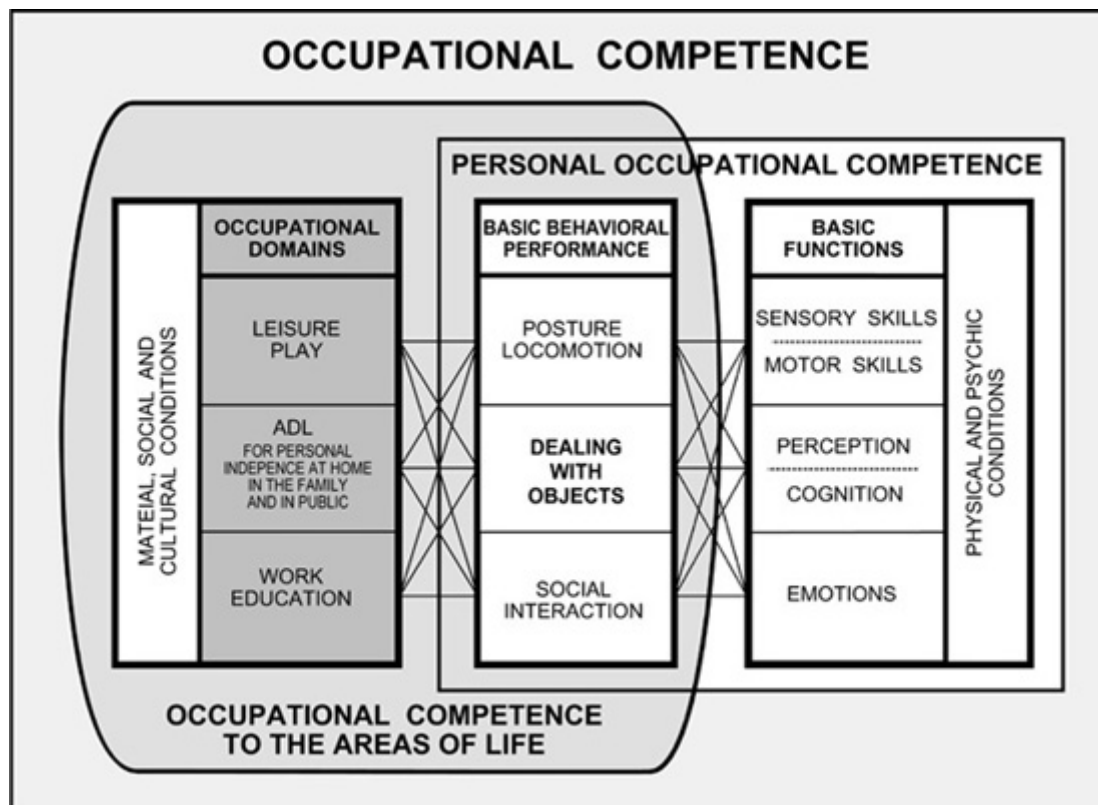 OCCUPATIONAL COMPETENCE
PERSONAL OCCUPATIONAL COMPETENCE
MATEIAL, SOCIAL AND
CULTURAL CONDITIONS
OCCUPATIONAL
DOMAINS
LEISURE
PLAY
ADL
FOR PERSONAL
INDEPENCE AT HOME
IN THE FAMILY
AND IN PUBLIC
WORK
EDUCATION
BASIC BEHAVIORAL
PERFORMANCE
POSTURE
LOCOMOTION
DEALING
WITH
OBJECTS
SOCIAL
INTERACTION
BASIC
FUNCTIONS
SENSORY SKILLS
MOTOR SKILLS
PERCEPTION
COGNITION
EMOTIONS
PHYSICAL AND PSYCHIC
CONDITIONS
OCCUPATIONAL COMPETENCE
TO THE AREAS OF LIFE